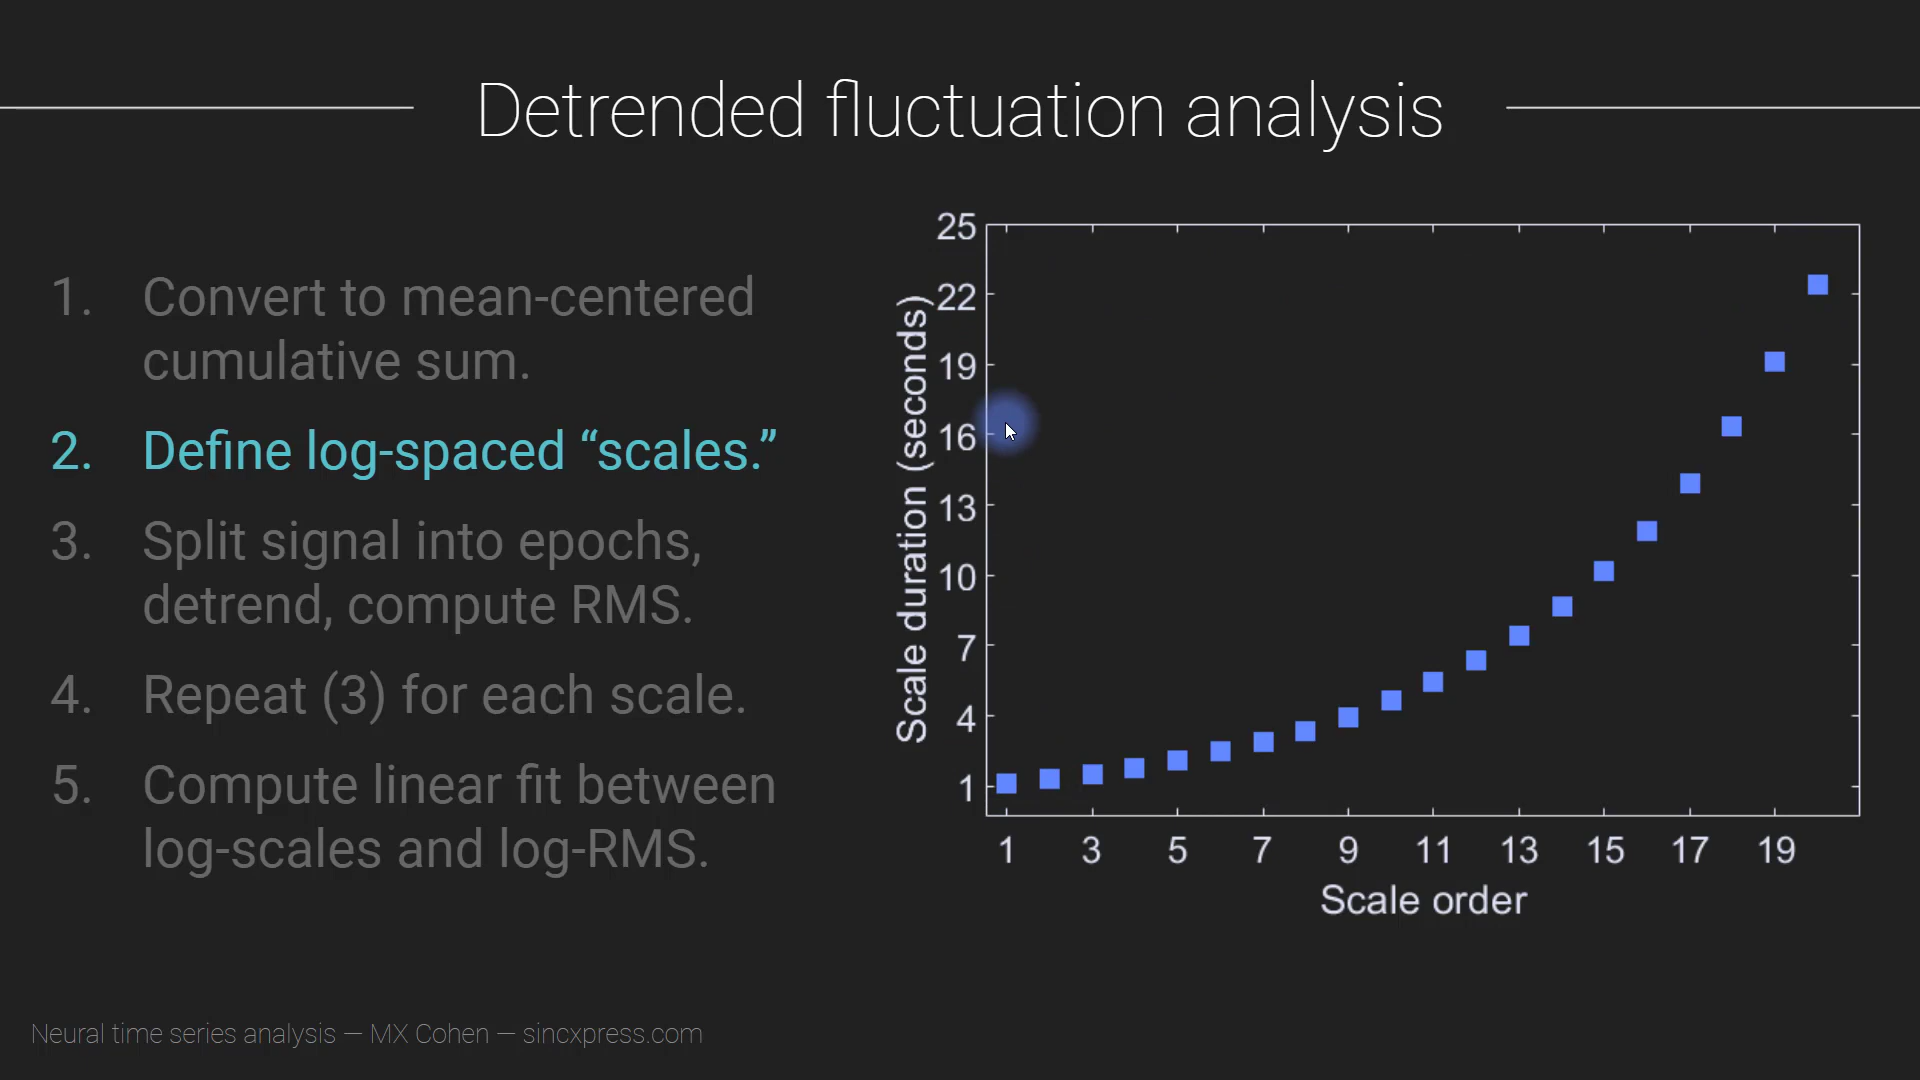 Detrended fluctuation analysis
1. Convert to mean-centered
cumulative sum.
2. Define log-spaced “scales.”
3. Split signal into epochs,
detrend, compute RMS.
4. Repeat (3) for each scale.
5. Compute linear fit between
log-scales and log-RMS.
Scale duration (seconds)
25
22
19
16
13
10
7
4
1
1 3 5 7 9 11 13 15 17 19
Scale order
Neural time series analysis — MX Cohen — sincxpress.com